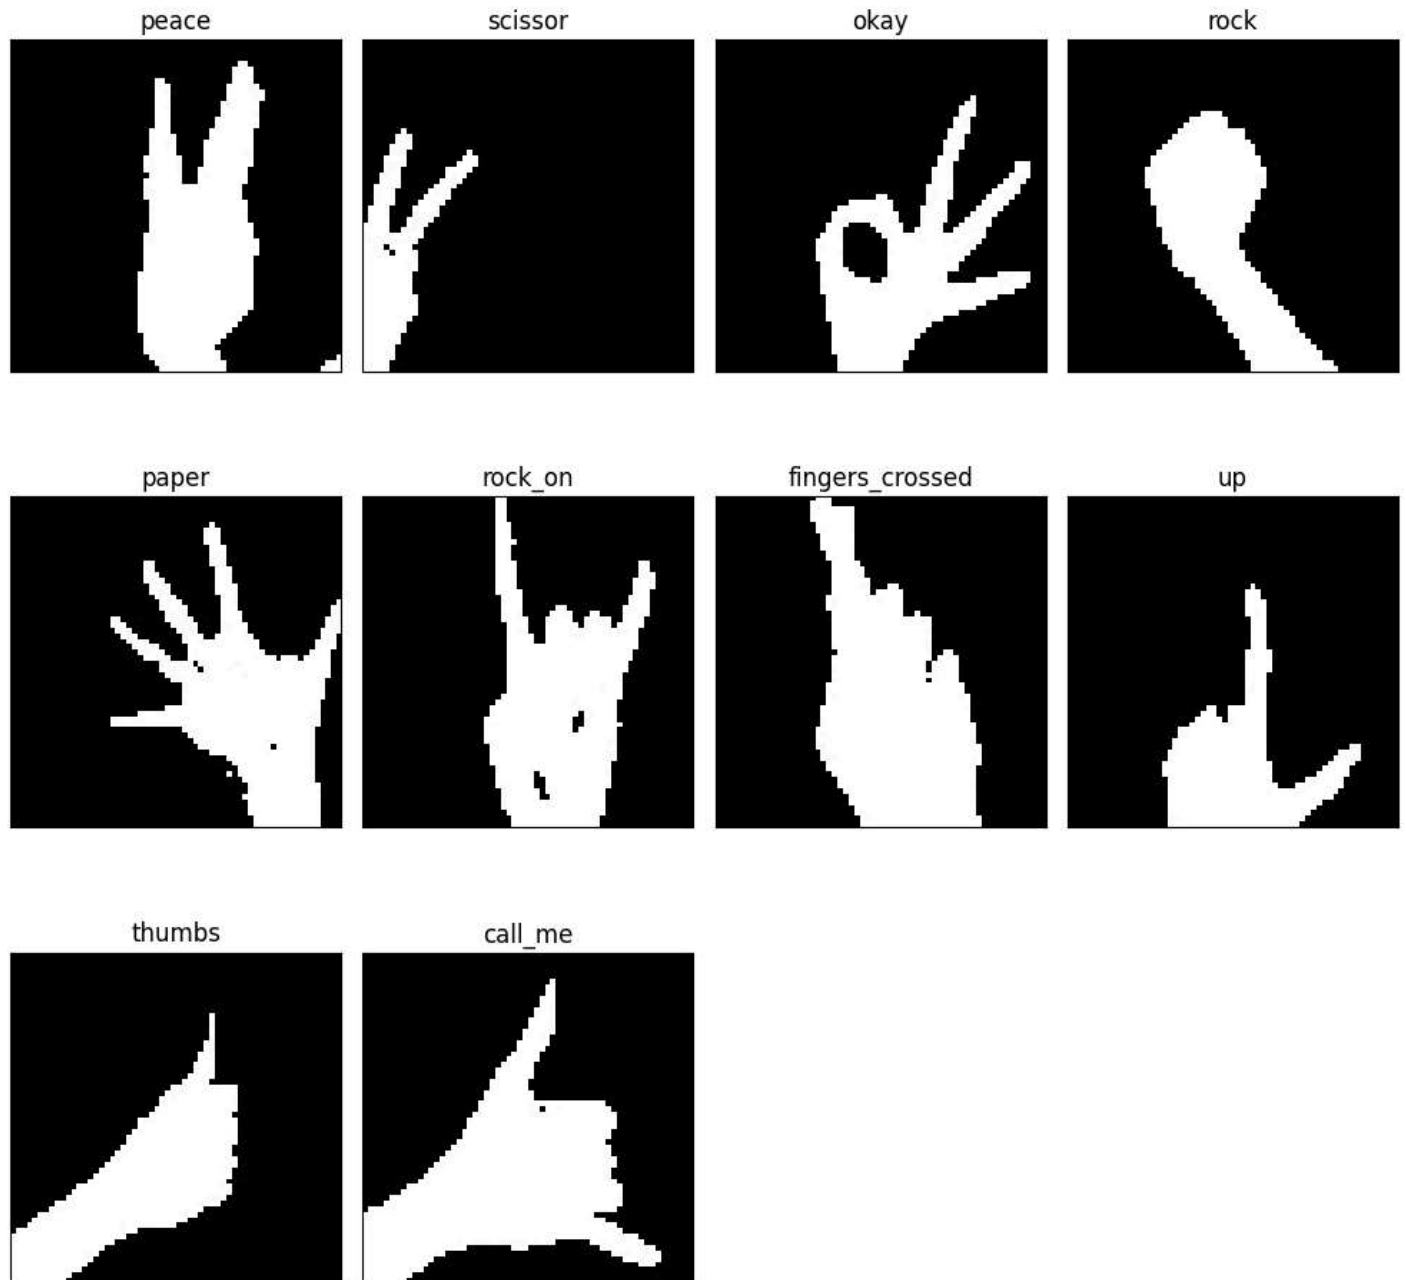 peace
scissor
okay
rock
paper
rock_on
fingers_crossed
up
thumbs
call_me